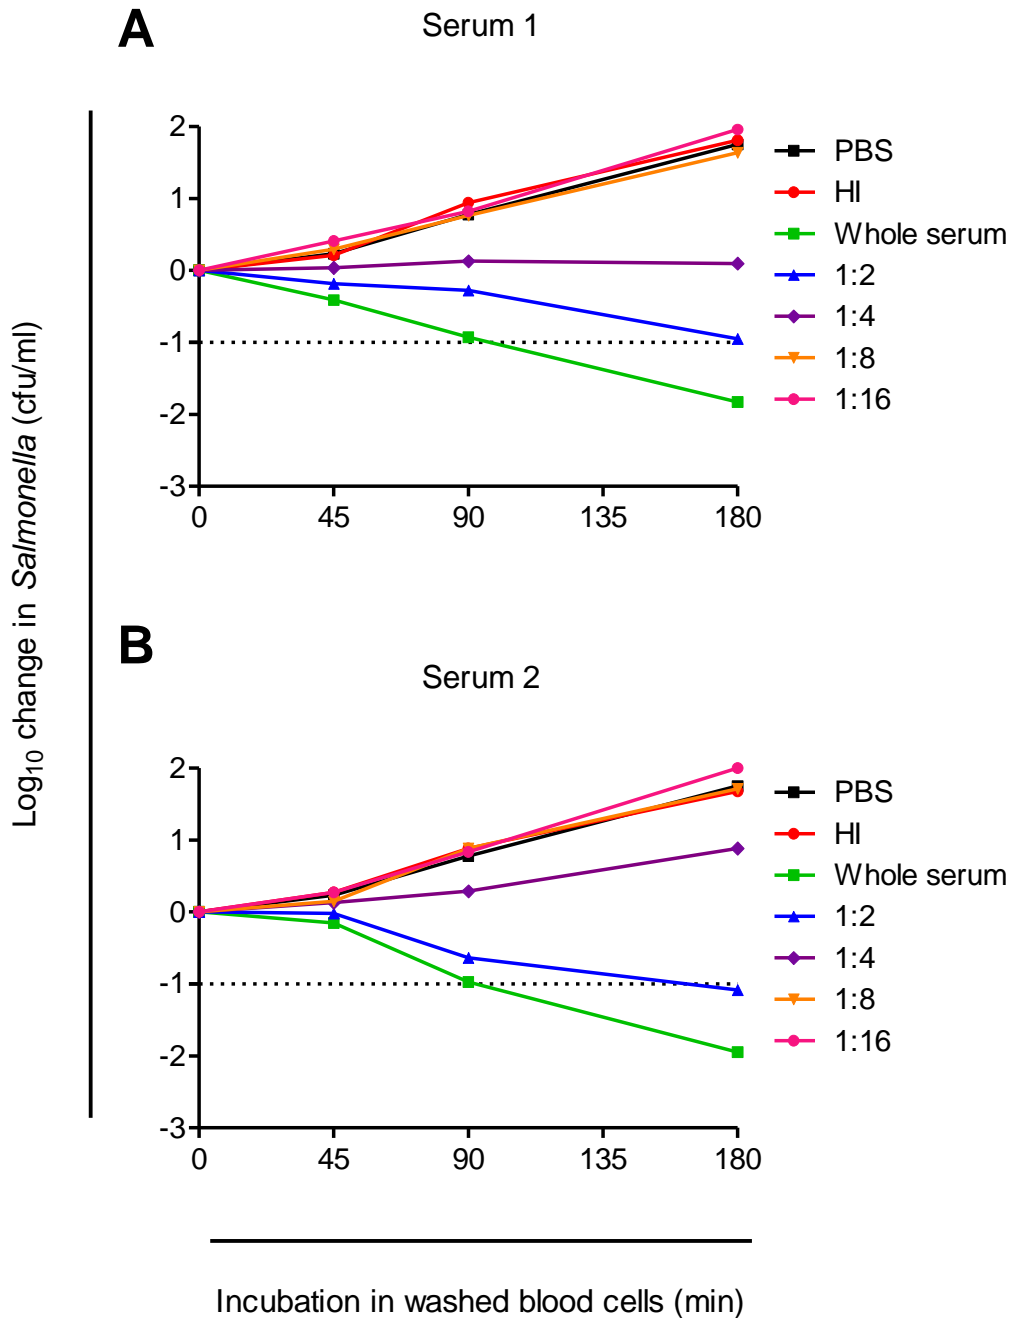 A
Serum 1
Log10 change in Salmonella (cfu/ml)
2
1
0
-1
-2
-3
0 45 90 135 180
PBS
HI
Whole serum
1:2
1:4
1:8
1:16
B
Serum 2
2
1
0
-1
-2
-3
0 45 90 135 180
PBS
HI
Whole serum
1:2
1:4
1:8
1:16
Incubation in washed blood cells (min)